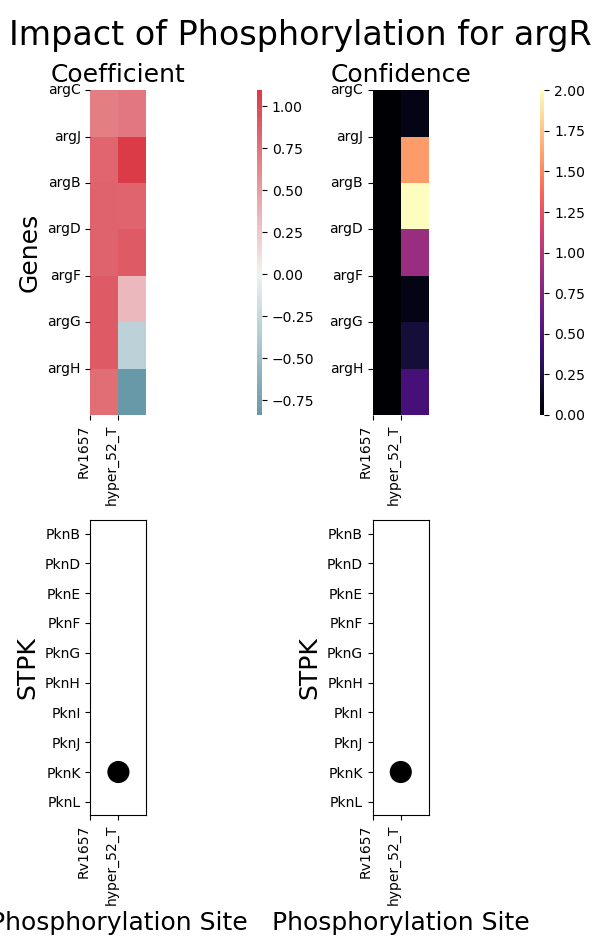 Impact of Phosphorylation for argR
Coefficient
Confidence
argC
argJ
argB
argD
argF
argG
argH
Genes
1.00
0.75
0.50
0.25
0.00
−0.25
−0.50
−0.75
Rv1657
hyper_52_T
argC
argJ
argB
argD
argF
argG
argH
2.00
1.75
1.50
1.25
1.00
0.75
0.50
0.25
0.00
Rv1657
hyper_52_T
PknB
PknD
PknE
PknF
PknG
PknH
PknI
PknJ
PknK
PknL
STPK
Rv1657
hyper_52_T
Phosphorylation Site
PknB
PknD
PknE
PknF
PknG
PknH
PknI
PknJ
PknK
PknL
STPK
Rv1657
hyper_52_T
Phosphorylation Site